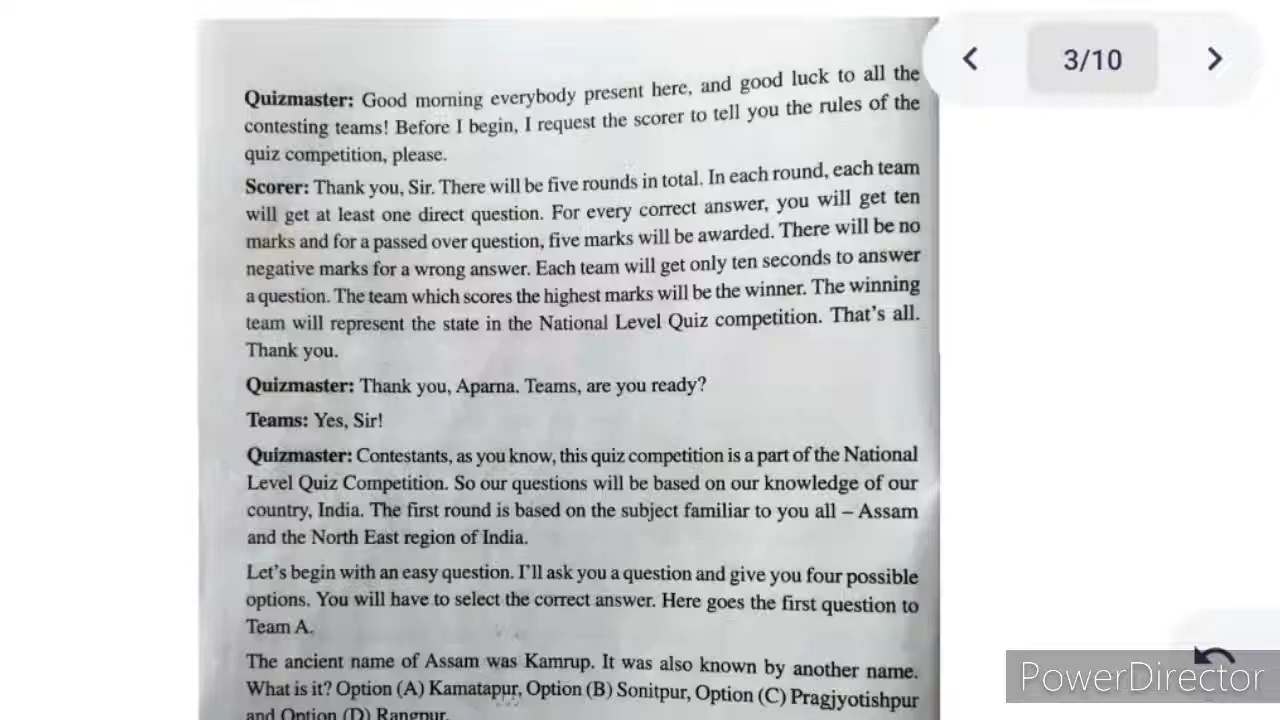 Quizmaster: Good morning everybody present here, and good luck to all the
contesting teams! Before I begin, I request the scorer to tell you the rules of the
quiz competition, please.
Scorer: Thank you, Sir. There will be five rounds in total. In each round, each team
will get at least one direct question. For every correct answer, you will get ten
marks and for a passed over question, five marks will be awarded. There will be no
negative marks for a wrong answer. Each team will get only ten seconds to answer
a question. The team which scores the highest marks will be the winner. The winning
team will represent the state in the National Level Quiz competition. That's all.
Thank you.
Quizmaster: Thank you, Aparna. Teams, are you ready?
Teams: Yes, Sir!
Quizmaster: Contestants, as you know, this quiz competition is a part of the National
Level Quiz Competition. So our questions will be based on our knowledge of our
country, India. The first round is based on the subject familiar to you all – Assam
and the North East region of India.
Let's begin with an easy question. I'll ask you a question and give you four possible
options. You will have to select the correct answer. Here goes the first question to
Team A.
The ancient name of Assam was Kamrup. It was also known by another name.
What is it? Option (A) Kamatapur, Option (B) Sonitpur, Option (C) Pragjyotishpur
and Option (D) Rangpur.
3/10
PowerDirector